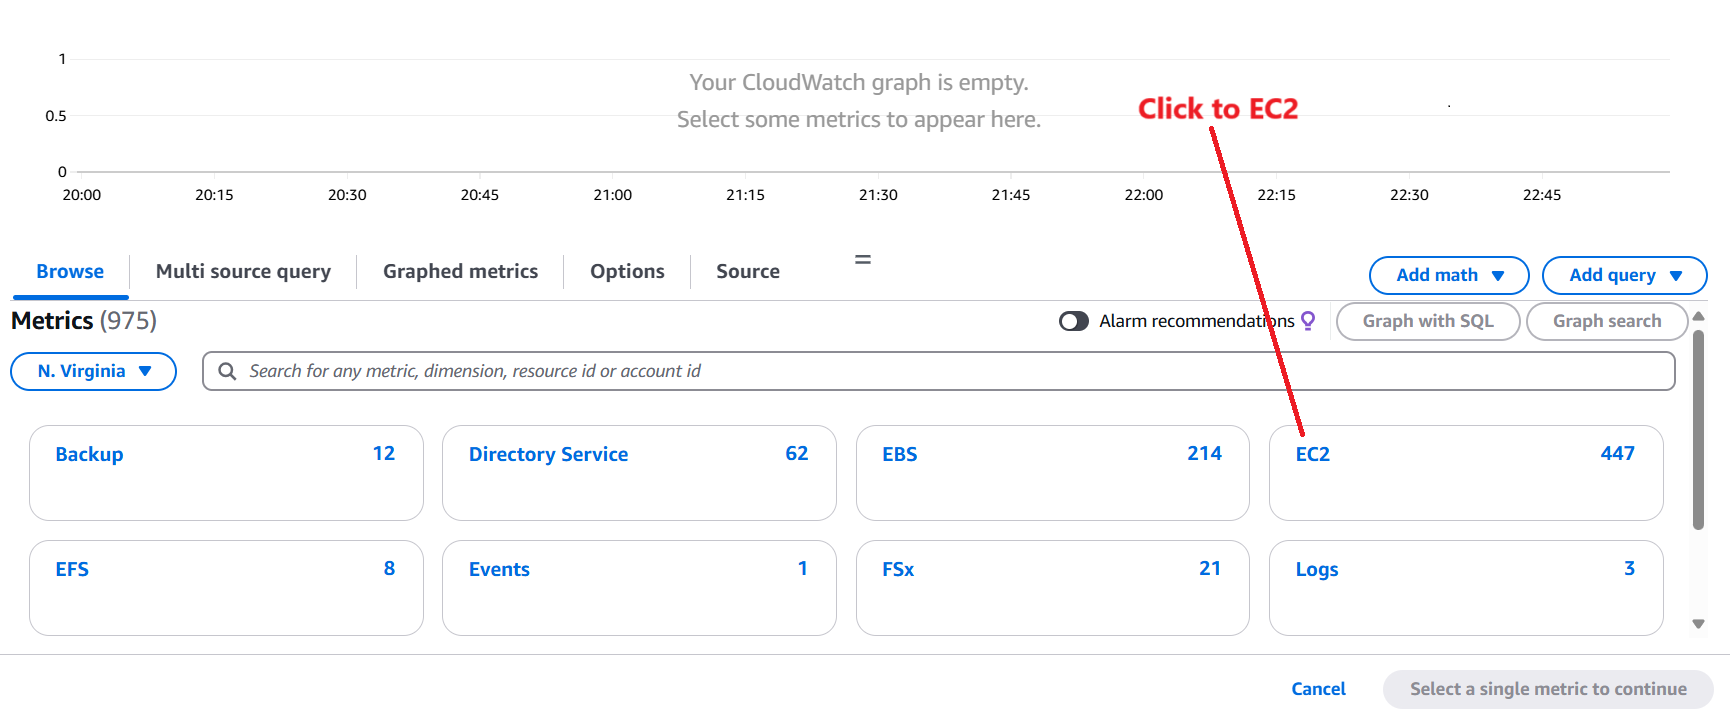 1
Your CloudWatch graph is empty.
Click to EC2
0.5
Select some metrics to appear here.
0
20:00 20:15 20:30 20:45 21:00 21:15 21:30 21:45 22:00 22:15 22:30 22:45
Browse Multi source query Graphed metrics Options Source Add math Add query
Metrics (975) Alarm recommendations Graph with SQL Graph search
N. Virginia Search for any metric, dimension, resource id or account id
Backup 12 Directory Service 62 EBS 214 EC2 447
EFS 8 Events 1 FSx 21 Logs 3
Cancel Select a single metric to continue